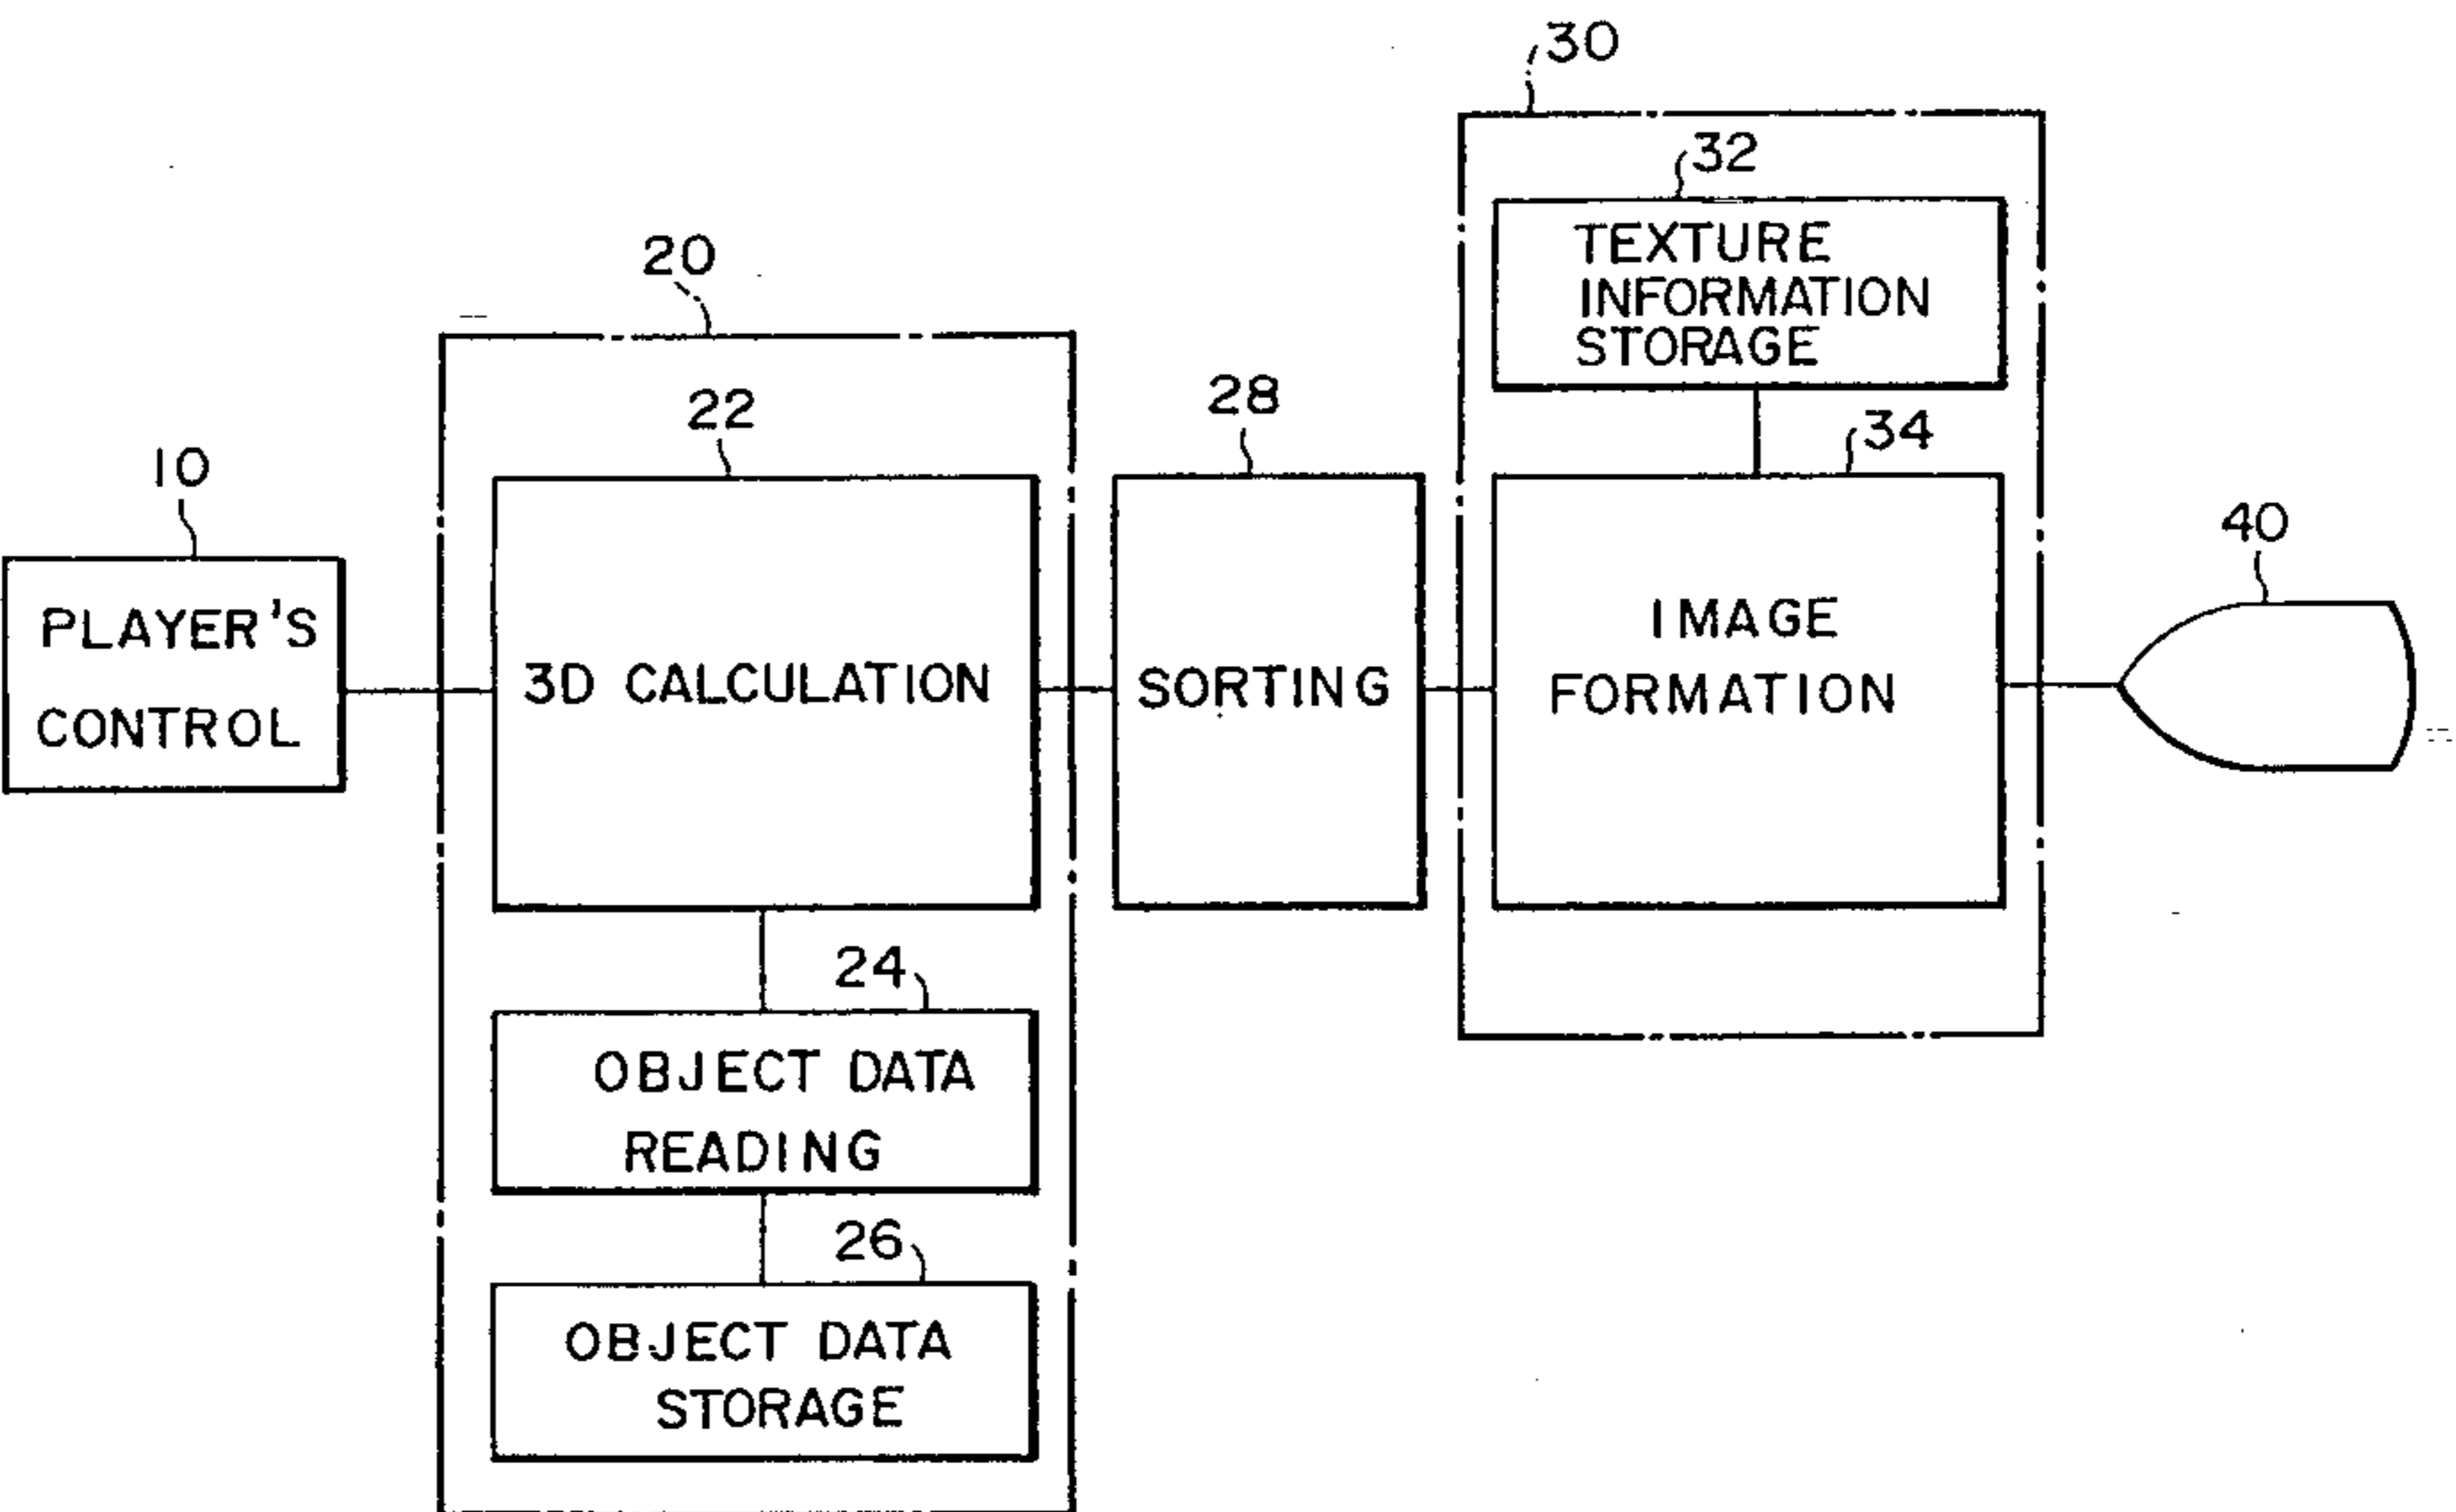 30
32
TEXTURE
INFORMATION
STORAGE
20
22
28
34
10
40
PLAYER'S
CONTROL
3D CALCULATION
SORTING
IMAGE
FORMATION
24
OBJECT DATA
READING
26
OBJECT DATA
STORAGE